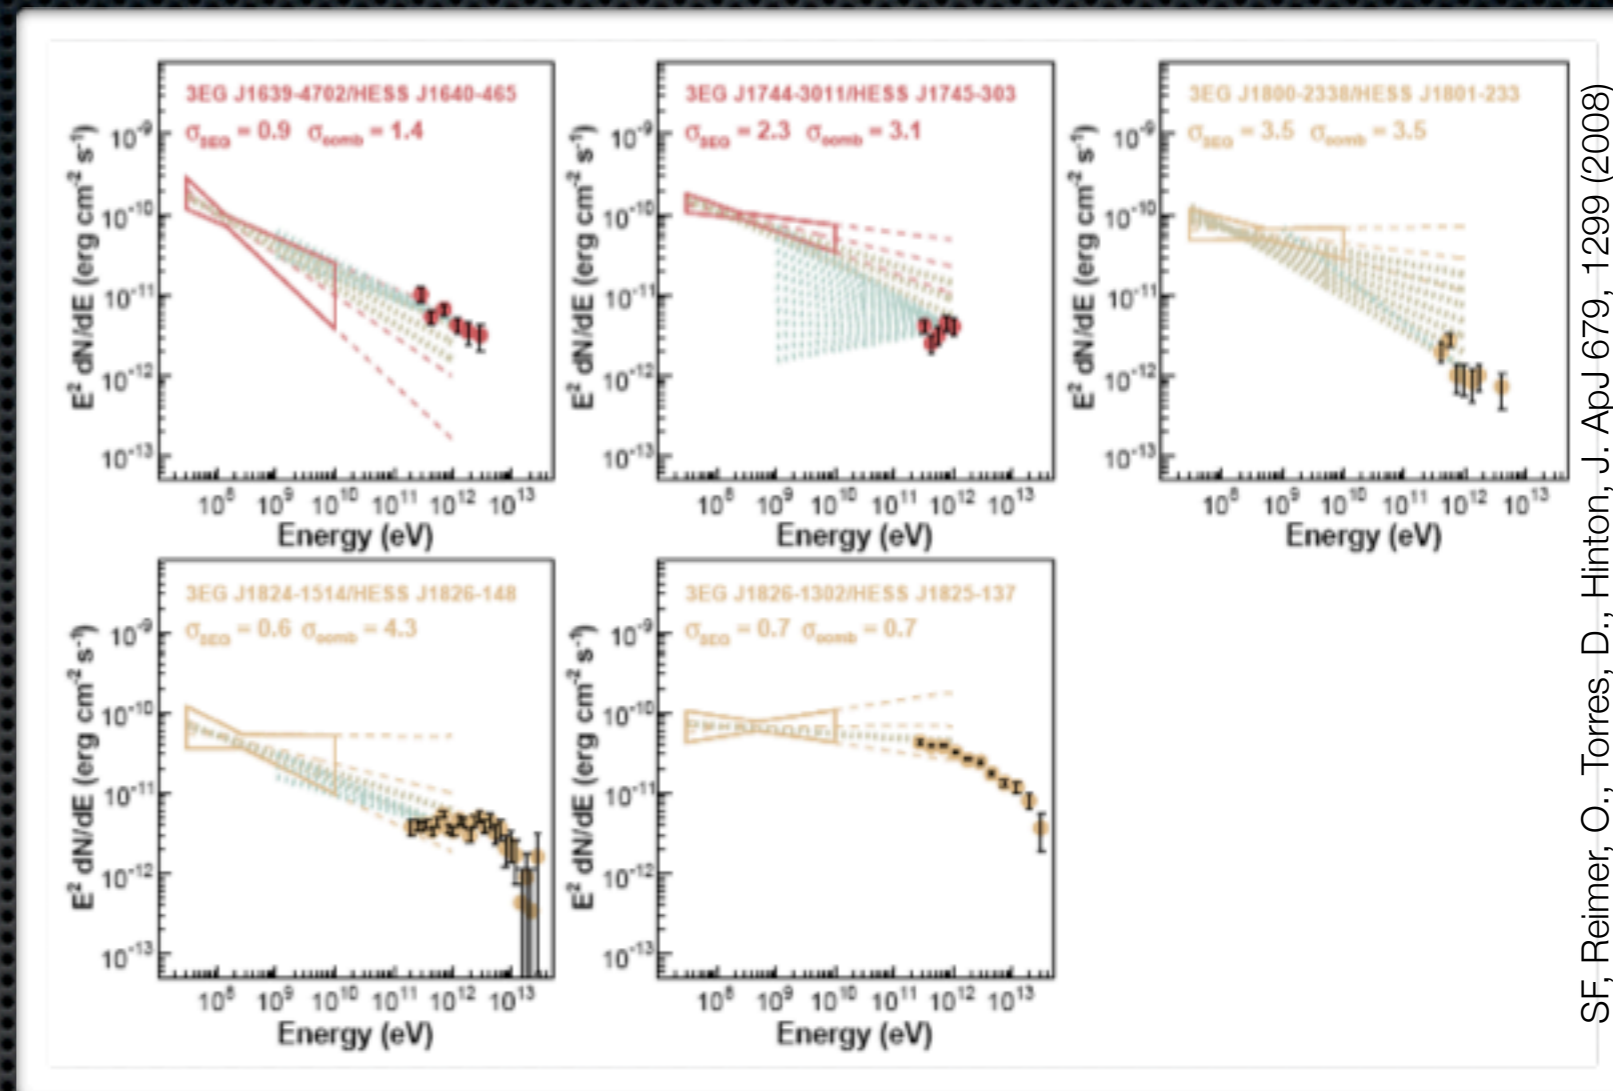 3EG J1639-4702/HESS J1640-465
σ3EG = 0.9 σcomb = 1.4
E² dN/dE (erg cm⁻² s⁻¹)
10⁻⁹
10⁻¹⁰
10⁻¹¹
10⁻¹²
10⁻¹³
10⁸ 10⁹ 10¹⁰ 10¹¹ 10¹² 10¹³
Energy (eV)
3EG J1744-3011/HESS J1745-303
σ3EG = 2.3 σcomb = 3.1
E² dN/dE (erg cm⁻² s⁻¹)
10⁻⁹
10⁻¹⁰
10⁻¹¹
10⁻¹²
10⁻¹³
10⁸ 10⁹ 10¹⁰ 10¹¹ 10¹² 10¹³
Energy (eV)
3EG J1800-2338/HESS J1801-233
σ3EG = 3.5 σcomb = 3.5
E² dN/dE (erg cm⁻² s⁻¹)
10⁻⁹
10⁻¹⁰
10⁻¹¹
10⁻¹²
10⁻¹³
10⁸ 10⁹ 10¹⁰ 10¹¹ 10¹² 10¹³
Energy (eV)
3EG J1824-1514/HESS J1826-148
σ3EG = 0.6 σcomb = 4.3
E² dN/dE (erg cm⁻² s⁻¹)
10⁻⁹
10⁻¹⁰
10⁻¹¹
10⁻¹²
10⁻¹³
10⁸ 10⁹ 10¹⁰ 10¹¹ 10¹² 10¹³
Energy (eV)
3EG J1826-1302/HESS J1825-137
σ3EG = 0.7 σcomb = 0.7
E² dN/dE (erg cm⁻² s⁻¹)
10⁻⁹
10⁻¹⁰
10⁻¹¹
10⁻¹²
10⁻¹³
10⁸ 10⁹ 10¹⁰ 10¹¹ 10¹² 10¹³
Energy (eV)
SF, Reimer, O., Torres, D., Hinton, J. ApJ 679, 1299 (2008)